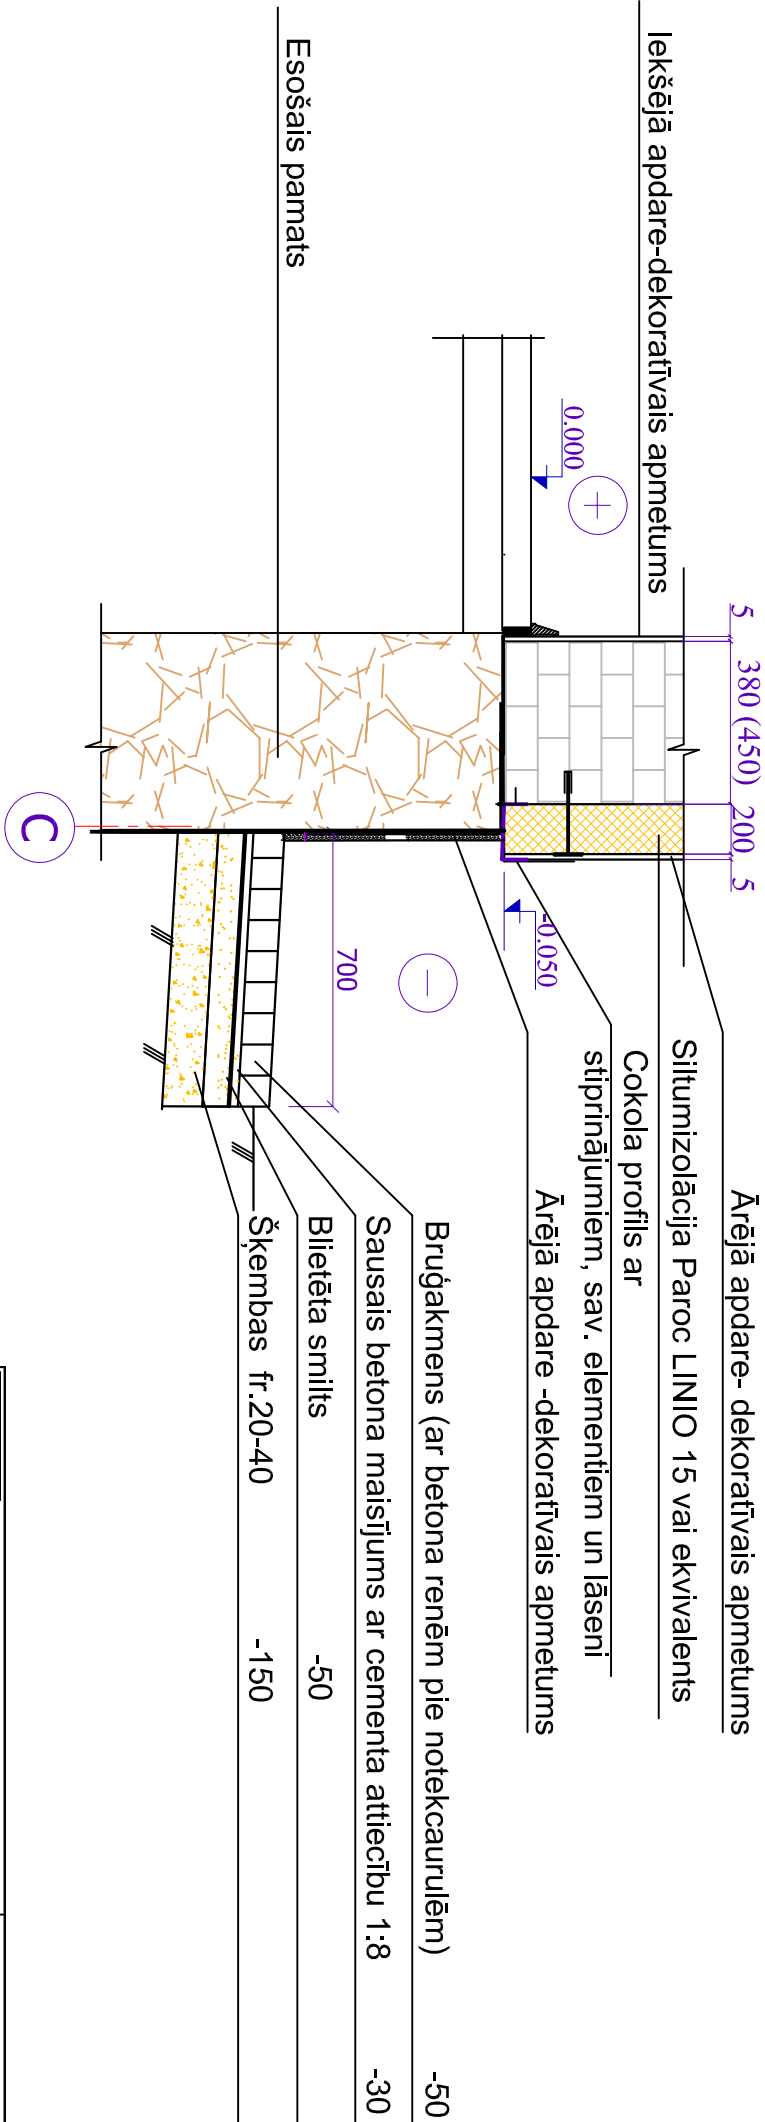 Iekšējā apdare-dekoratīvais apmetums
Esošais pamats
5
380 (450)
200
5
0.000
+
-0.050
−
700
C
Ārējā apdare- dekoratīvais apmetums
Siltumizolācija Paroc LINIO 15 vai ekvivalents
Cokola profils ar
stiprinājumiem, sav. elementiem un lāseni
Ārējā apdare -dekoratīvais apmetums
Bruģakmens (ar betona renēm pie notekcaurulēm) -50
Sausais betona maisījums ar cementa attiecību 1:8 -30
Blietēta smilts -50
Šķembas fr.20-40 -150